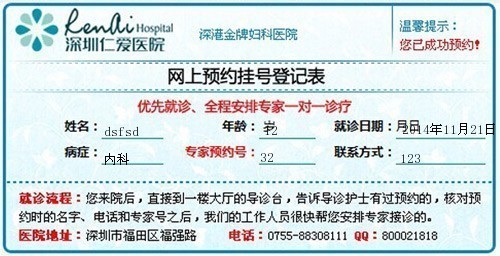 RenAi Hospital
深圳仁爱医院
深港金牌妇科医院
温馨提示：
您已成功预约！
网上预约挂号登记表
优先就诊、全程安排专家一对一诊疗
姓名： dsfsd 年龄： 12 岁 就诊日期： 2014年11月21日
病症： 内科 专家预约号： 32 联系方式： 123
就诊流程：您来院后，直接到一楼大厅的导诊台，告诉导诊护士有过预约的，核对预
约时的名字、电话和专家号之后，我们的工作人员很快帮您安排专家接诊的。
医院地址：深圳市福田区福强路 电话：0755-88308111 QQ：800021818